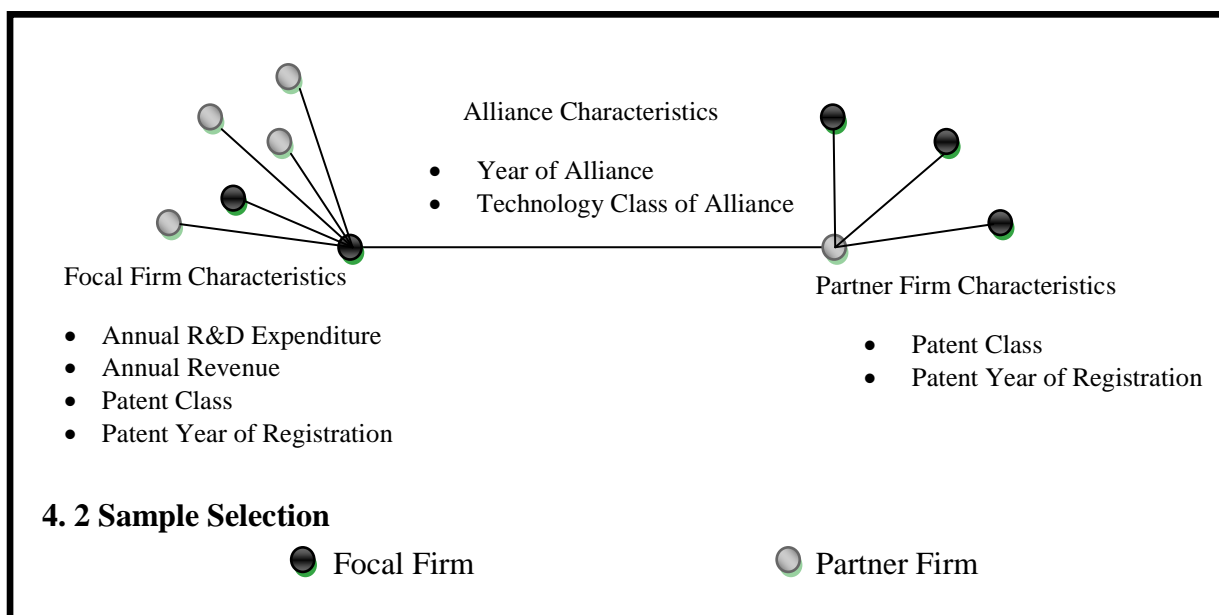 Alliance Characteristics
• Year of Alliance
• Technology Class of Alliance
Focal Firm Characteristics
• Annual R&D Expenditure
• Annual Revenue
• Patent Class
• Patent Year of Registration
Partner Firm Characteristics
• Patent Class
• Patent Year of Registration
4. 2 Sample Selection
Focal Firm
Partner Firm